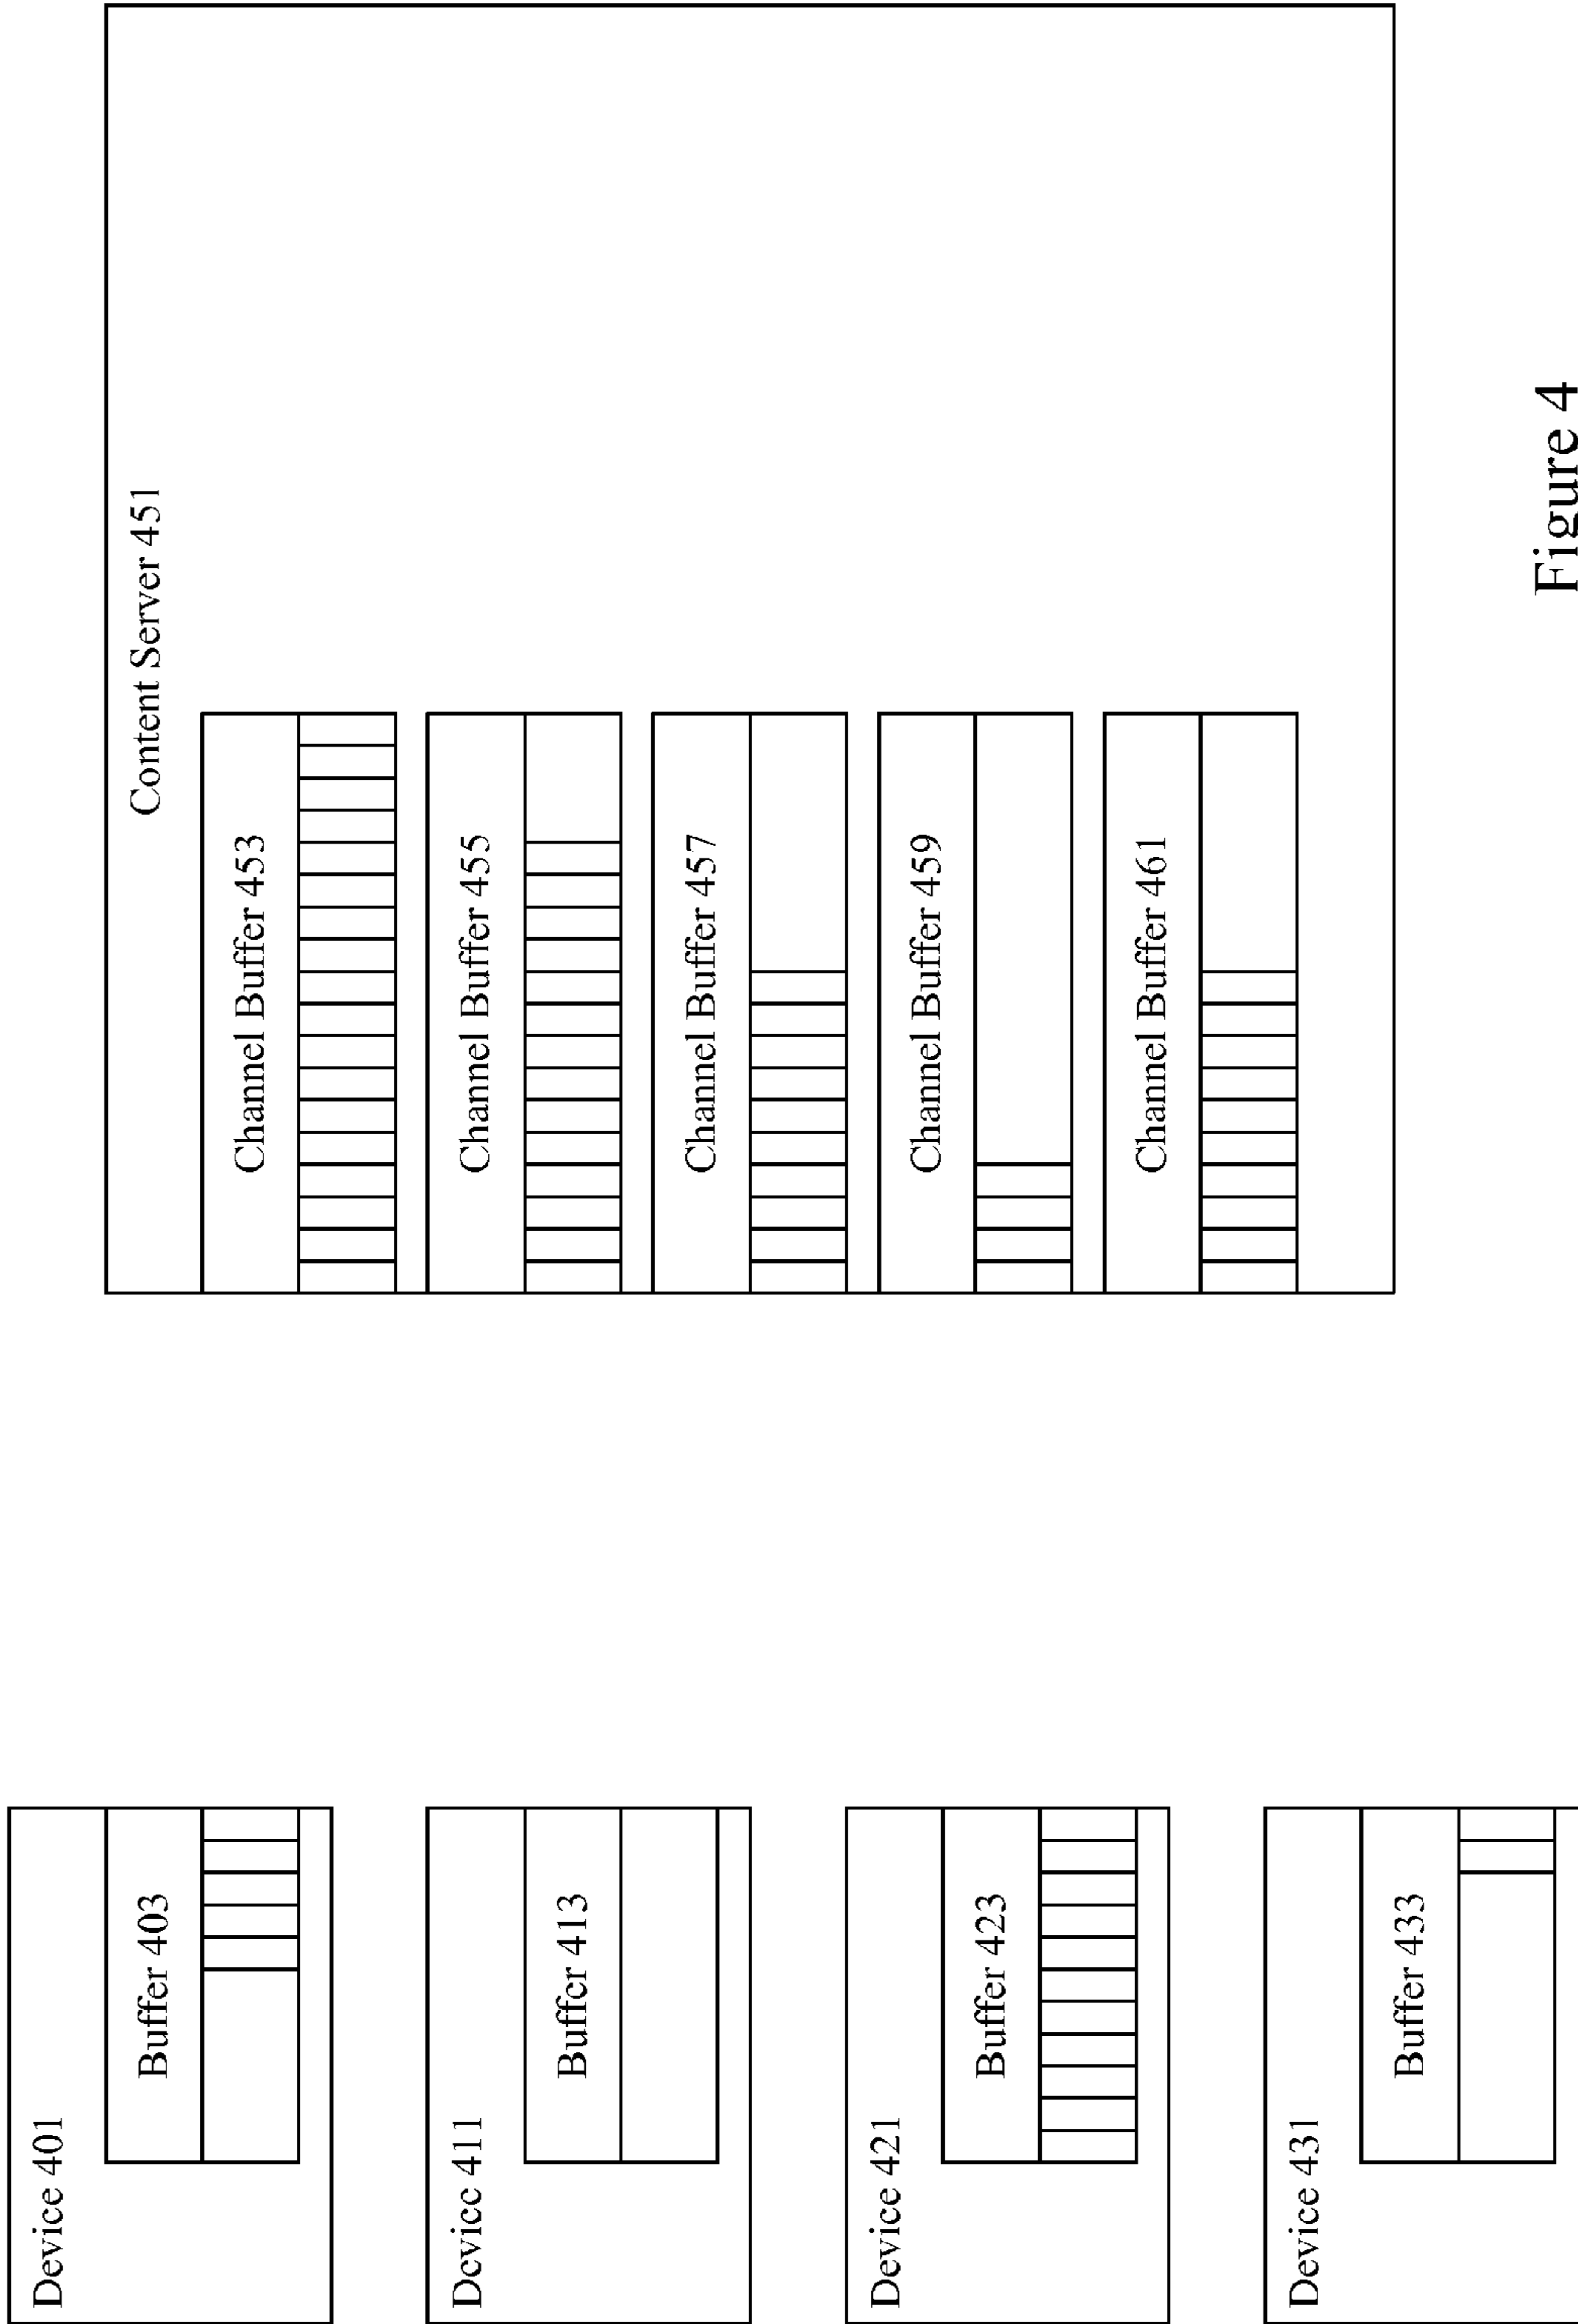 Device 401
Buffer 403
Device 411
Buffer 413
Device 421
Buffer 423
Device 431
Buffer 433
Content Server 451
Channel Buffer 453
Channel Buffer 455
Channel Buffer 457
Channel Buffer 459
Channel Buffer 461
Figure 4